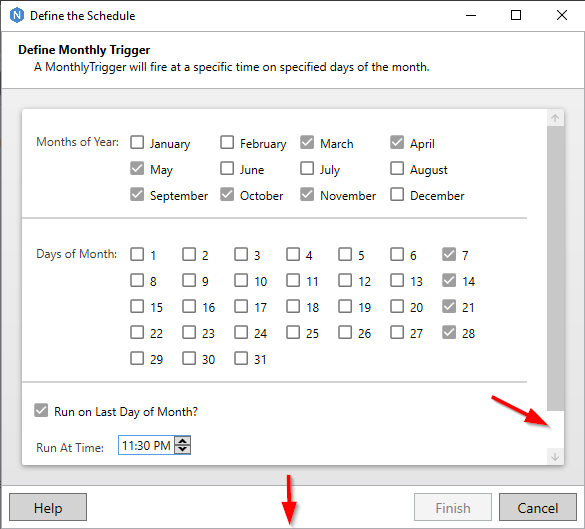 Define the Schedule
Define Monthly Trigger
A MonthlyTrigger will fire at a specific time on specified days of the month.
Months of Year: January February March April
May June July August
September October November December
Days of Month: 1 2 3 4 5 6 7
8 9 10 11 12 13 14
15 16 17 18 19 20 21
22 23 24 25 26 27 28
29 30 31
Run on Last Day of Month?
Run At Time: 11:30 PM
Help Finish Cancel